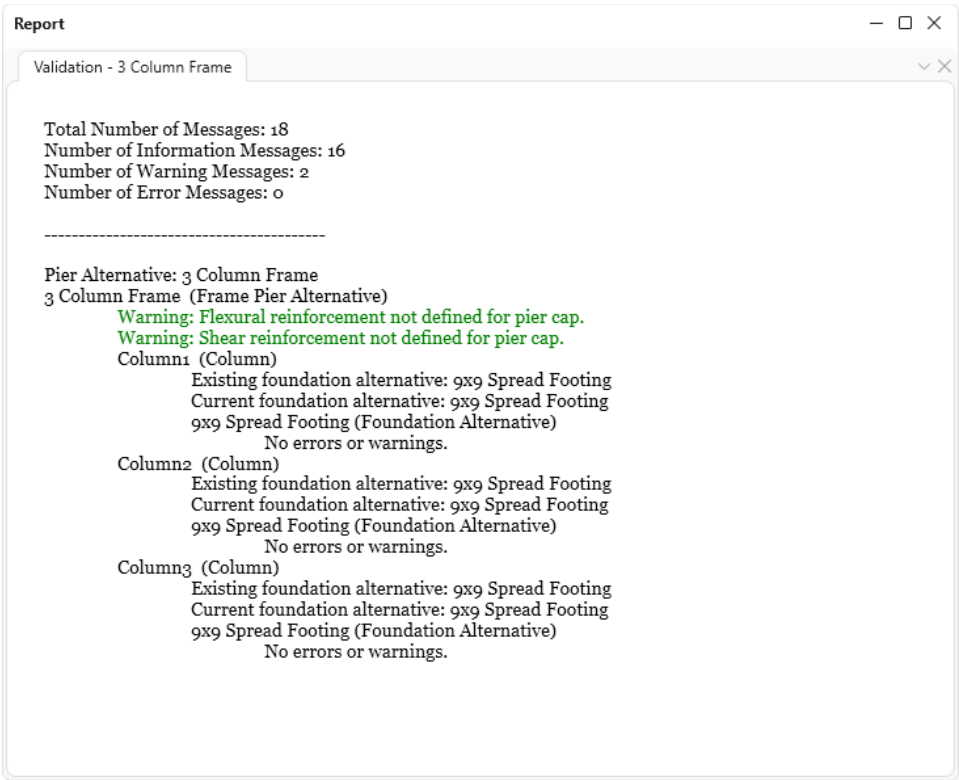 Report
Validation - 3 Column Frame
Total Number of Messages: 18
Number of Information Messages: 16
Number of Warning Messages: 2
Number of Error Messages: 0
-----------------------------------------
Pier Alternative: 3 Column Frame
3 Column Frame (Frame Pier Alternative)
Warning: Flexural reinforcement not defined for pier cap.
Warning: Shear reinforcement not defined for pier cap.
Column1 (Column)
Existing foundation alternative: 9x9 Spread Footing
Current foundation alternative: 9x9 Spread Footing
9x9 Spread Footing (Foundation Alternative)
No errors or warnings.
Column2 (Column)
Existing foundation alternative: 9x9 Spread Footing
Current foundation alternative: 9x9 Spread Footing
9x9 Spread Footing (Foundation Alternative)
No errors or warnings.
Column3 (Column)
Existing foundation alternative: 9x9 Spread Footing
Current foundation alternative: 9x9 Spread Footing
9x9 Spread Footing (Foundation Alternative)
No errors or warnings.